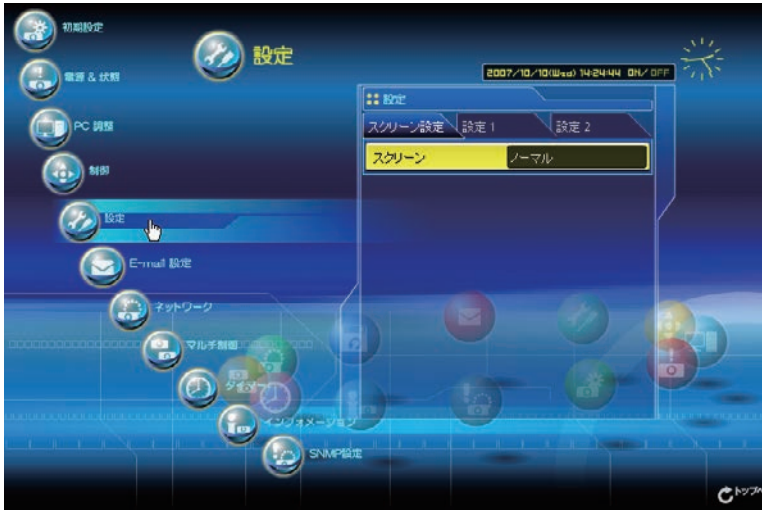 初期設定
設定
電源 & 状態
2007/10/10(Wed) 14:24:44 ON/OFF
設定
PC 調整
スクリーン設定 設定 1 設定 2
スクリーン ノーマル
制御
設定
E-mail 設定
ネットワーク
マルチ制御
タイマー
インフォメーション
SNMP設定
トップへ